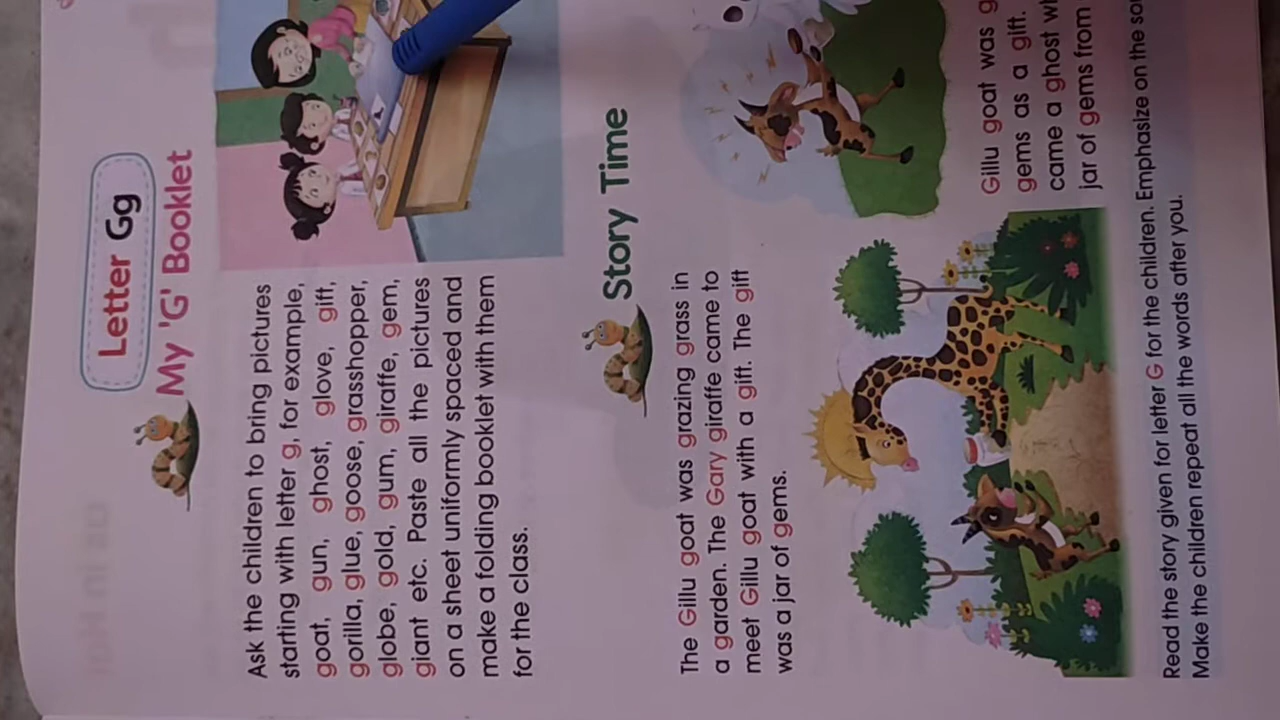 Letter Gg
My 'G' Booklet
Ask the children to bring pictures
starting with letter g, for example,
goat, gun, ghost, glove, gift,
gorilla, glue, goose, grasshopper,
globe, gold, gum, giraffe, gem,
giant etc. Paste all the pictures
on a sheet uniformly spaced and
make a folding booklet with them
for the class.
Story Time
The Gillu goat was grazing grass in
a garden. The Gary giraffe came to
meet Gillu goat with a gift. The gift
was a jar of gems.
Gillu goat was
gems as a gift.
came a ghost
jar of gems from
Read the story given for letter G for the children. Emphasize on the
Make the children repeat all the words after you.